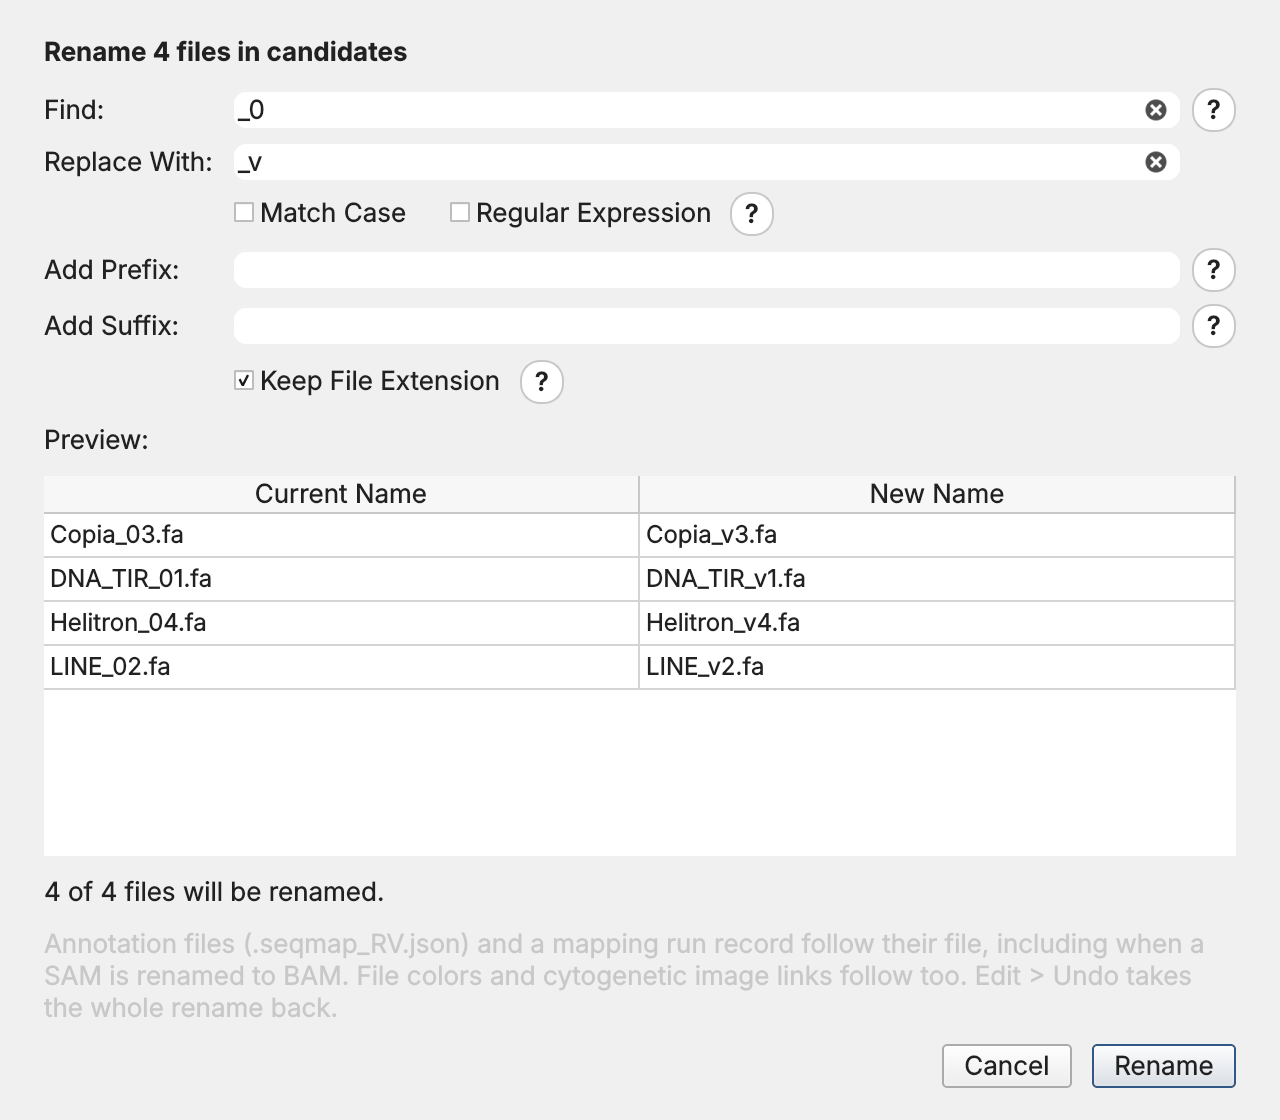 Rename 4 files in candidates
Find: _0 ?
Replace With: _v
Match Case Regular Expression ?
Add Prefix: ?
Add Suffix: ?
Keep File Extension ?
Preview:
Current Name New Name
Copia_03.fa Copia_v3.fa
DNA_TIR_01.fa DNA_TIR_v1.fa
Helitron_04.fa Helitron_v4.fa
LINE_02.fa LINE_v2.fa
4 of 4 files will be renamed.
Annotation files (.seqmap_RV.json) and a mapping run record follow their file, including when a
SAM is renamed to BAM. File colors and cytogenetic image links follow too. Edit > Undo takes
the whole rename back.
Cancel Rename